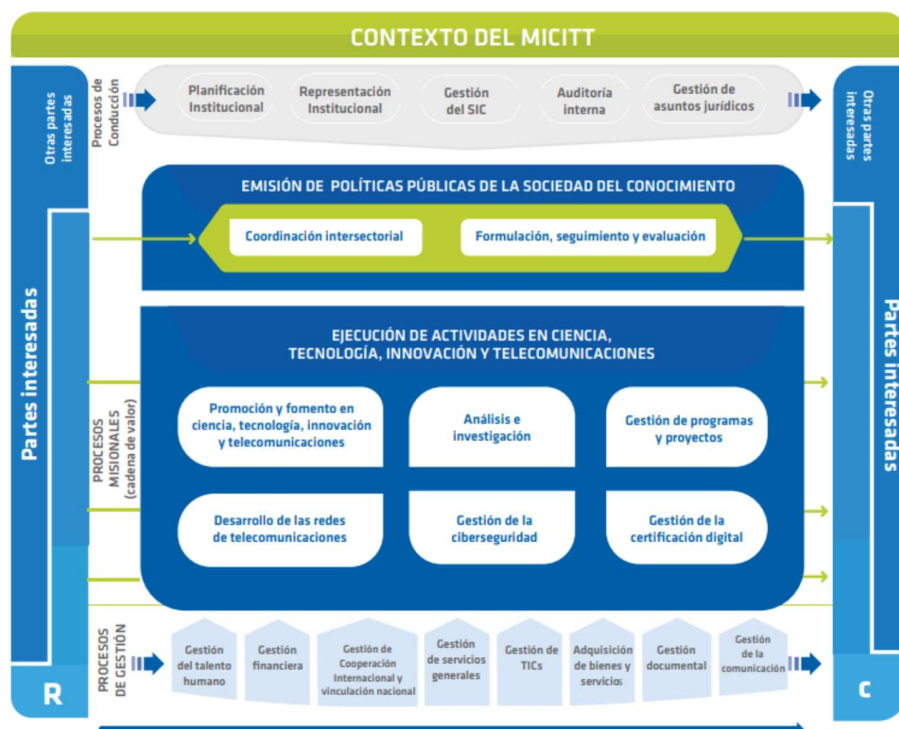 CONTEXTO DEL MICITT
Otras partes
interesadas
Partes interesadas
R
Procesos de
Conducción
Planificación
Institucional
Representación
Institucional
Gestión
del SIC
Auditoría
interna
Gestión de
asuntos jurídicos
EMISIÓN DE POLÍTICAS PÚBLICAS DE LA SOCIEDAD DEL CONOCIMIENTO
Coordinación intersectorial
Formulación, seguimiento y evaluación
PROCESOS
MISIONALES
(cadena de valor)
EJECUCIÓN DE ACTIVIDADES EN CIENCIA,
TECNOLOGÍA, INNOVACIÓN Y TELECOMUNICACIONES
Promoción y fomento en
ciencia, tecnología, innovación
y telecomunicaciones
Análisis e
investigación
Gestión de programas
y proyectos
Desarrollo de las redes
de telecomunicaciones
Gestión de la
ciberseguridad
Gestión de la
certificación digital
PROCESOS
DE GESTIÓN
Gestión
del talento
humano
Gestión
financiera
Gestión de
Cooperación
Internacional y
vinculación nacional
Gestión
de servicios
generales
Gestión de
TICs
Adquisición
de bienes y
servicios
Gestión
documental
Gestión
de la
comunicación
Otras partes
interesadas
Partes interesadas
C